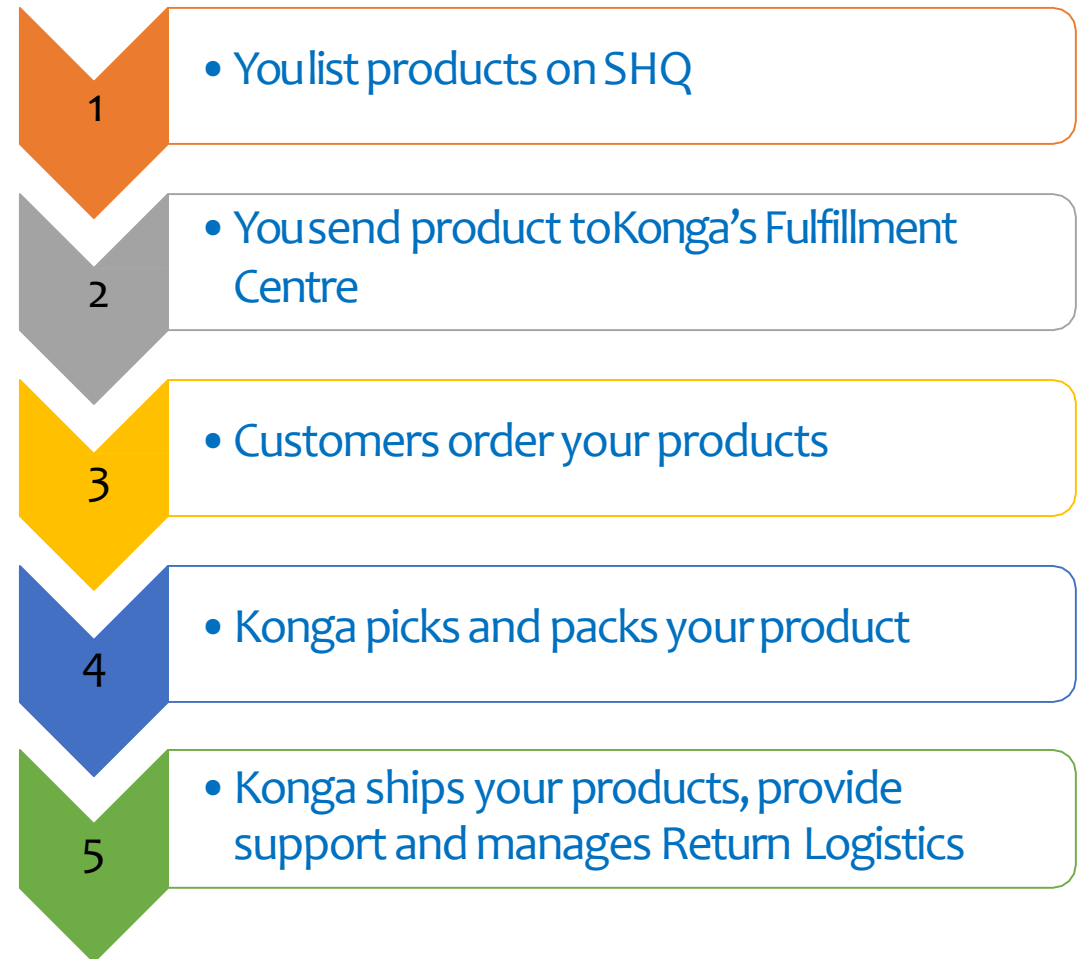 1
• You list products on SHQ
2
• You send product to Konga’s Fulfillment
Centre
3
• Customers order your products
4
• Konga picks and packs your product
5
• Konga ships your products, provide
support and manages Return Logistics